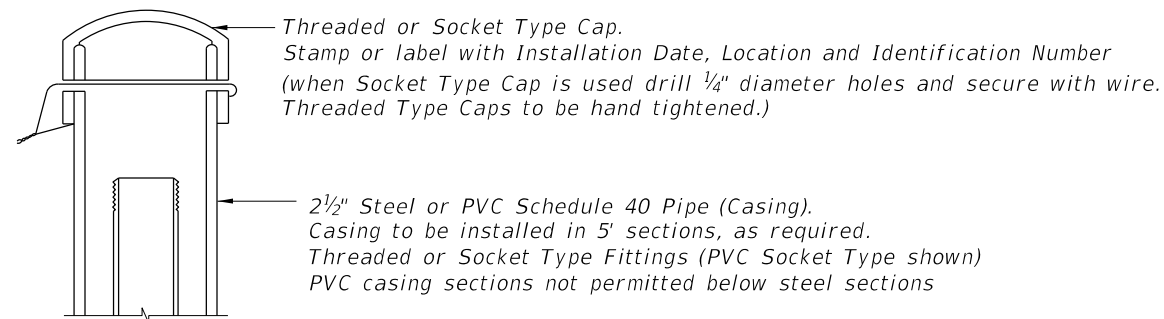 Threaded or Socket Type Cap.
Stamp or label with Installation Date, Location and Identification Number
(when Socket Type Cap is used drill ¼" diameter holes and secure with wire.
Threaded Type Caps to be hand tightened.)
2½" Steel or PVC Schedule 40 Pipe (Casing).
Casing to be installed in 5' sections, as required.
Threaded or Socket Type Fittings (PVC Socket Type shown)
PVC casing sections not permitted below steel sections